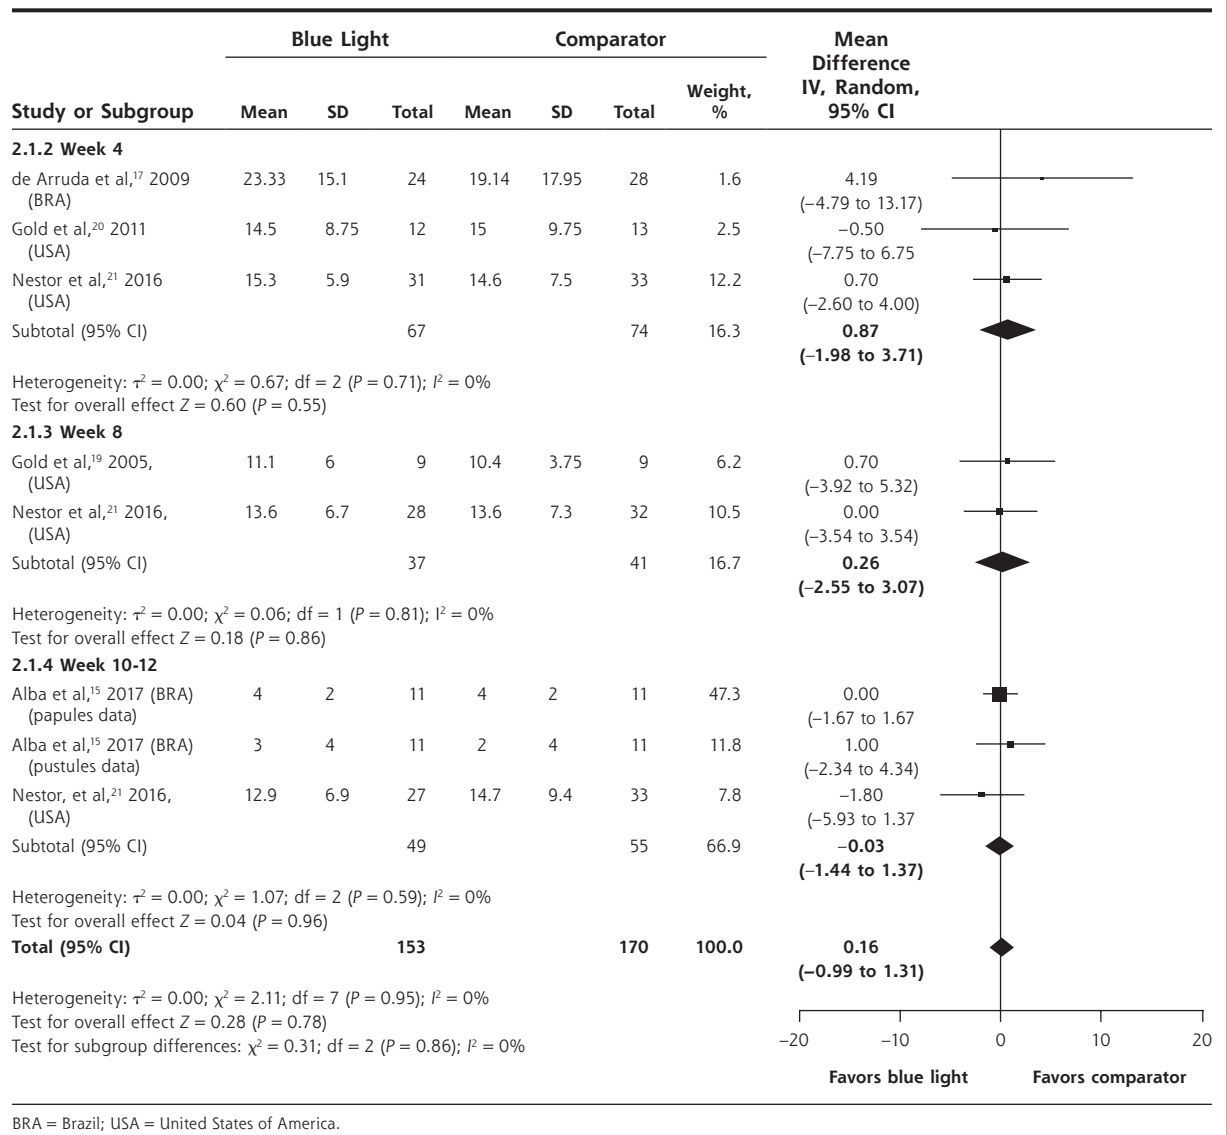 Blue Light Comparator Mean
Difference
IV, Random,
95% CI
Weight,
%
Study or Subgroup Mean SD Total Mean SD Total
2.1.2 Week 4
de Arruda et al,17 2009 23.33 15.1 24 19.14 17.95 28 1.6 4.19
(BRA) (–4.79 to 13.17)
Gold et al,20 2011 14.5 8.75 12 15 9.75 13 2.5 –0.50
(USA) (–7.75 to 6.75
Nestor et al,21 2016 15.3 5.9 31 14.6 7.5 33 12.2 0.70
(USA) (–2.60 to 4.00)
Subtotal (95% CI) 67 74 16.3 0.87
(–1.98 to 3.71)
Heterogeneity: τ2 = 0.00; χ2 = 0.67; df = 2 (P = 0.71); I2 = 0%
Test for overall effect Z = 0.60 (P = 0.55)
2.1.3 Week 8
Gold et al,19 2005, 11.1 6 9 10.4 3.75 9 6.2 0.70
(USA) (–3.92 to 5.32)
Nestor et al,21 2016, 13.6 6.7 28 13.6 7.3 32 10.5 0.00
(USA) (–3.54 to 3.54)
Subtotal (95% CI) 37 41 16.7 0.26
(–2.55 to 3.07)
Heterogeneity: τ2 = 0.00; χ2 = 0.06; df = 1 (P = 0.81); I2 = 0%
Test for overall effect Z = 0.18 (P = 0.86)
2.1.4 Week 10-12
Alba et al,15 2017 (BRA) 4 2 11 4 2 11 47.3 0.00
(papules data) (–1.67 to 1.67
Alba et al,15 2017 (BRA) 3 4 11 2 4 11 11.8 1.00
(pustules data) (–2.34 to 4.34)
Nestor, et al,21 2016, 12.9 6.9 27 14.7 9.4 33 7.8 –1.80
(USA) (–5.93 to 1.37
Subtotal (95% CI) 49 55 66.9 –0.03
(–1.44 to 1.37)
Heterogeneity: τ2 = 0.00; χ2 = 1.07; df = 2 (P = 0.59); I2 = 0%
Test for overall effect Z = 0.04 (P = 0.96)
Total (95% CI) 153 170 100.0 0.16
(–0.99 to 1.31)
Heterogeneity: τ2 = 0.00; χ2 = 2.11; df = 7 (P = 0.95); I2 = 0%
Test for overall effect Z = 0.28 (P = 0.78)
Test for subgroup differences: χ2 = 0.31; df = 2 (P = 0.86); I2 = 0%
–20 –10 0 10 20
Favors blue light Favors comparator
BRA = Brazil; USA = United States of America.